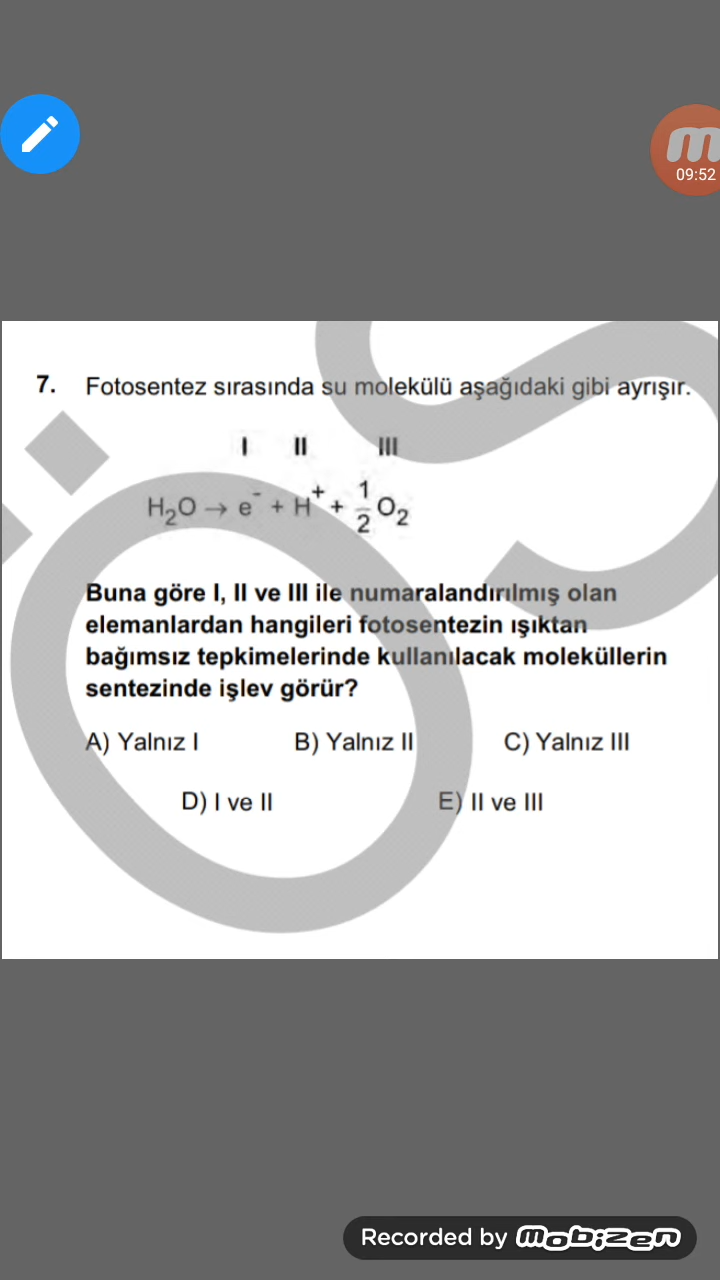 09:52
7. Fotosentez sırasında su molekülü aşağıdaki gibi ayrışır.
I II III
H₂O → e⁻ + H⁺ + 1/2 O₂
Buna göre I, II ve III ile numaralandırılmış olan
elemanlardan hangileri fotosentezin ışıktan
bağımsız tepkimelerinde kullanılacak moleküllerin
sentezinde işlev görür?
A) Yalnız I B) Yalnız II C) Yalnız III
D) I ve II E) II ve III
Recorded by mobizen